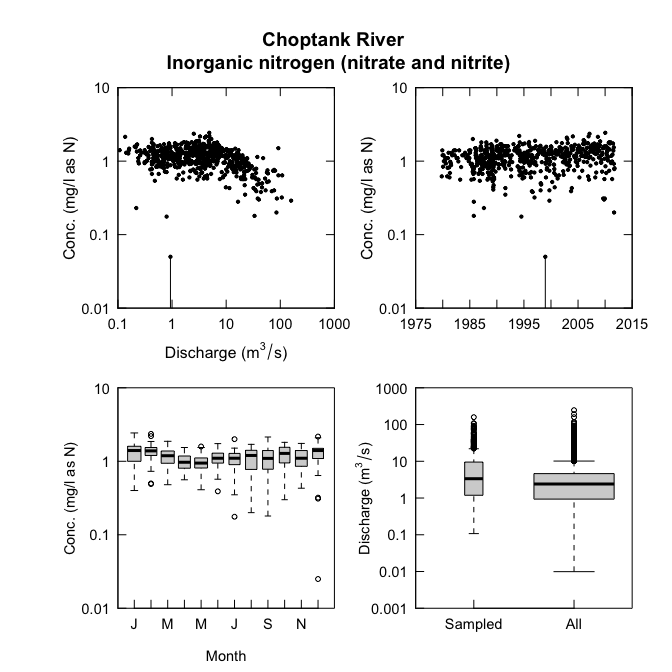 Choptank River
Inorganic nitrogen (nitrate and nitrite)
10
1
0.1
0.01
Conc. (mg/l as N)
0.1 1 10 100 1000
Discharge (m³/s)
10
1
0.1
0.01
Conc. (mg/l as N)
1975 1985 1995 2005 2015
10
1
0.1
0.01
Conc. (mg/l as N)
J M M J S N
Month
1000
100
10
1
0.1
0.01
0.001
Discharge (m³/s)
Sampled All